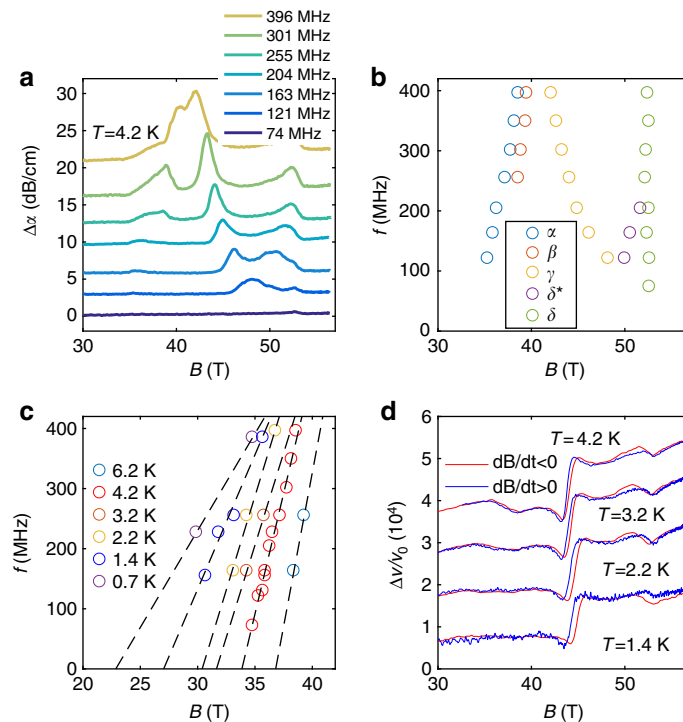 396 MHz
301 MHz
255 MHz
204 MHz
163 MHz
121 MHz
74 MHz
a
T=4.2 K
Δα (dB/cm)
30
25
20
15
10
5
0
30 40 50
B (T)
b
f (MHz)
400
300
200
100
0
α
β
γ
δ*
δ
30 40 50
B (T)
c
f (MHz)
400
300
200
100
0
6.2 K
4.2 K
3.2 K
2.2 K
1.4 K
0.7 K
20 25 30 35 40
B (T)
d
Δv/v0 (10⁴)
6
5
4
3
2
1
0
T=4.2 K
dB/dt<0
dB/dt>0
T=3.2 K
T=2.2 K
T=1.4 K
30 40 50
B (T)